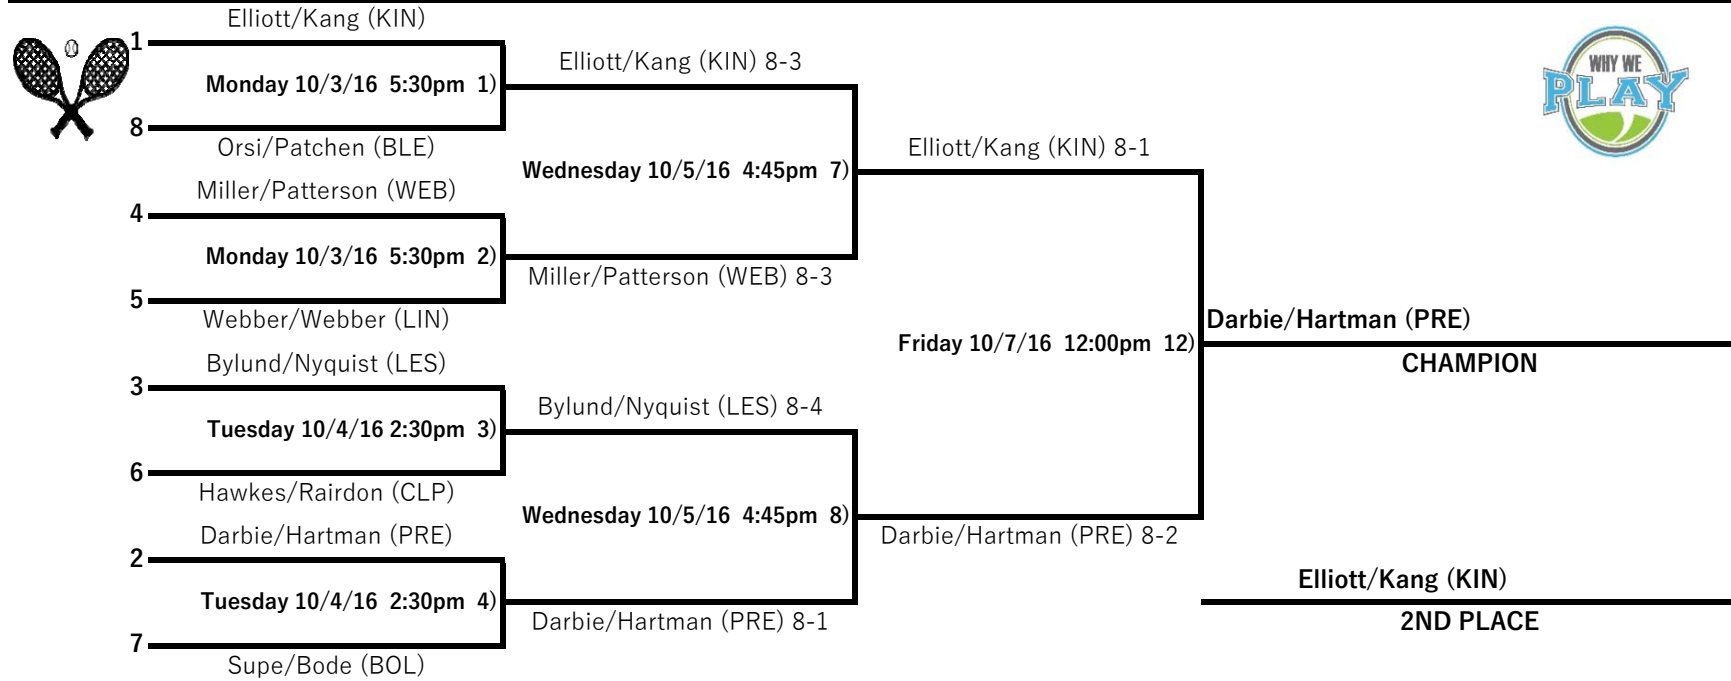 Elliott/Kang (KIN)
1
Monday 10/3/16 5:30pm 1)
8
Orsi/Patchen (BLE)
Miller/Patterson (WEB)
4
Monday 10/3/16 5:30pm 2)
5
Webber/Webber (LIN)
Bylund/Nyquist (LES)
3
Tuesday 10/4/16 2:30pm 3)
6
Hawkes/Rairdon (CLP)
Darbie/Hartman (PRE)
2
Tuesday 10/4/16 2:30pm 4)
7
Supe/Bode (BOL)
Elliott/Kang (KIN) 8-3
Wednesday 10/5/16 4:45pm 7)
Miller/Patterson (WEB) 8-3
Bylund/Nyquist (LES) 8-4
Wednesday 10/5/16 4:45pm 8)
Darbie/Hartman (PRE) 8-1
Elliott/Kang (KIN) 8-1
Friday 10/7/16 12:00pm 12)
Darbie/Hartman (PRE) 8-2
WHY WE
PLAY
Darbie/Hartman (PRE)
CHAMPION
Elliott/Kang (KIN)
2ND PLACE